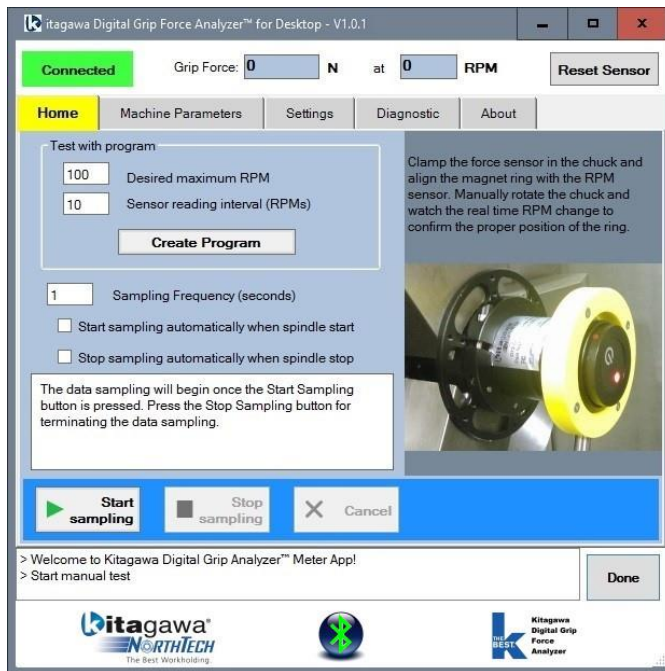 itagawa Digital Grip Force Analyzer™ for Desktop - V1.0.1
Connected
Grip Force: 0 N at 0 RPM
Reset Sensor
Home Machine Parameters Settings Diagnostic About
Test with program
100 Desired maximum RPM
10 Sensor reading interval (RPMs)
Create Program
1 Sampling Frequency (seconds)
Start sampling automatically when spindle start
Stop sampling automatically when spindle stop
The data sampling will begin once the Start Sampling
button is pressed. Press the Stop Sampling button for
terminating the data sampling.
Clamp the force sensor in the chuck and
align the magnet ring with the RPM
sensor. Manually rotate the chuck and
watch the real time RPM change to
confirm the proper position of the ring.
Start
sampling
Stop
sampling
Cancel
> Welcome to Kitagawa Digital Grip Analyzer™ Meter App!
> Start manual test
Done
kitagawa®
NORTHTECH
The Best Workholding.
THE
BEST.
Kitagawa
Digital Grip
Force
Analyzer